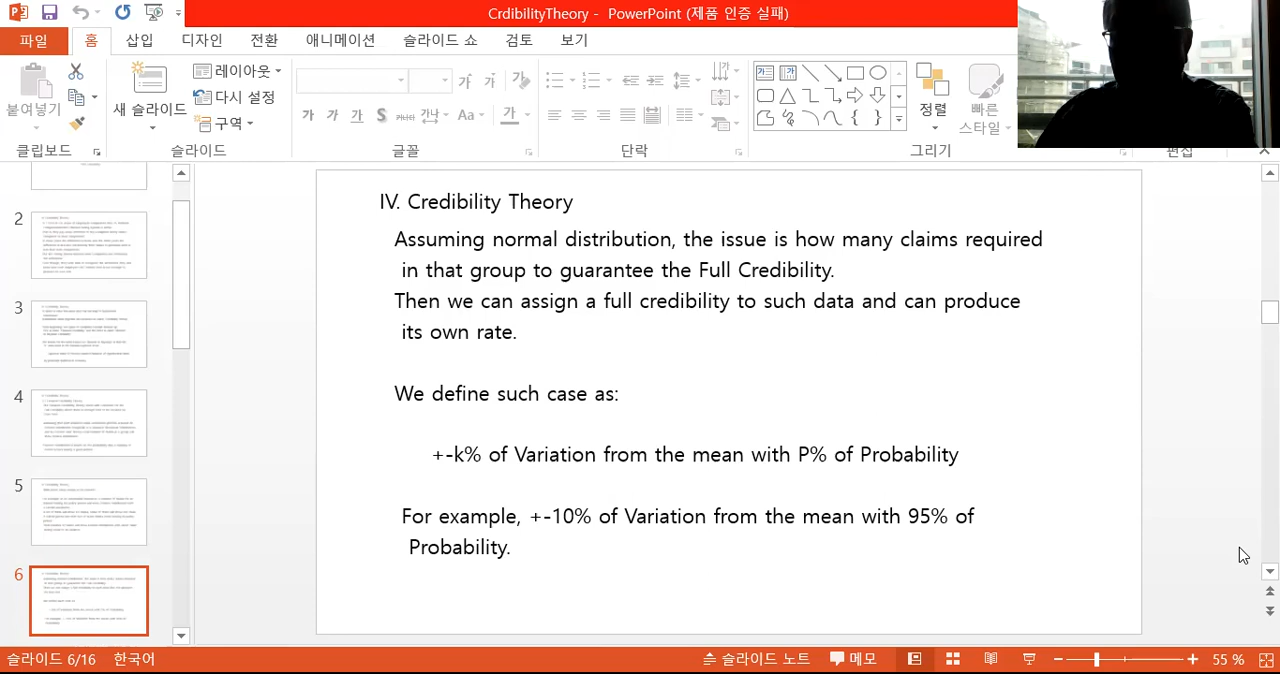 CrdibilityTheory - PowerPoint (제품 인증 실패)
파일 홈 삽입 디자인 전환 애니메이션 슬라이드 쇼 검토 보기
붙여넣기
새 슬라이드
레이아웃
다시 설정
구역
정렬
빠른
스타일
클립보드 슬라이드 글꼴 단락 그리기 편집
IV. Credibility Theory
Assuming Normal distribution, the issue is how many claims required
in that group to guarantee the Full Credibility.
Then we can assign a full credibility to such data and can produce
its own rate.
We define such case as:
+-k% of Variation from the mean with P% of Probability
For example +-10% of Variation from the mean with 95% of
Probability.
2
3
4
5
6
슬라이드 6/16 한국어 슬라이드 노트 메모 55 %